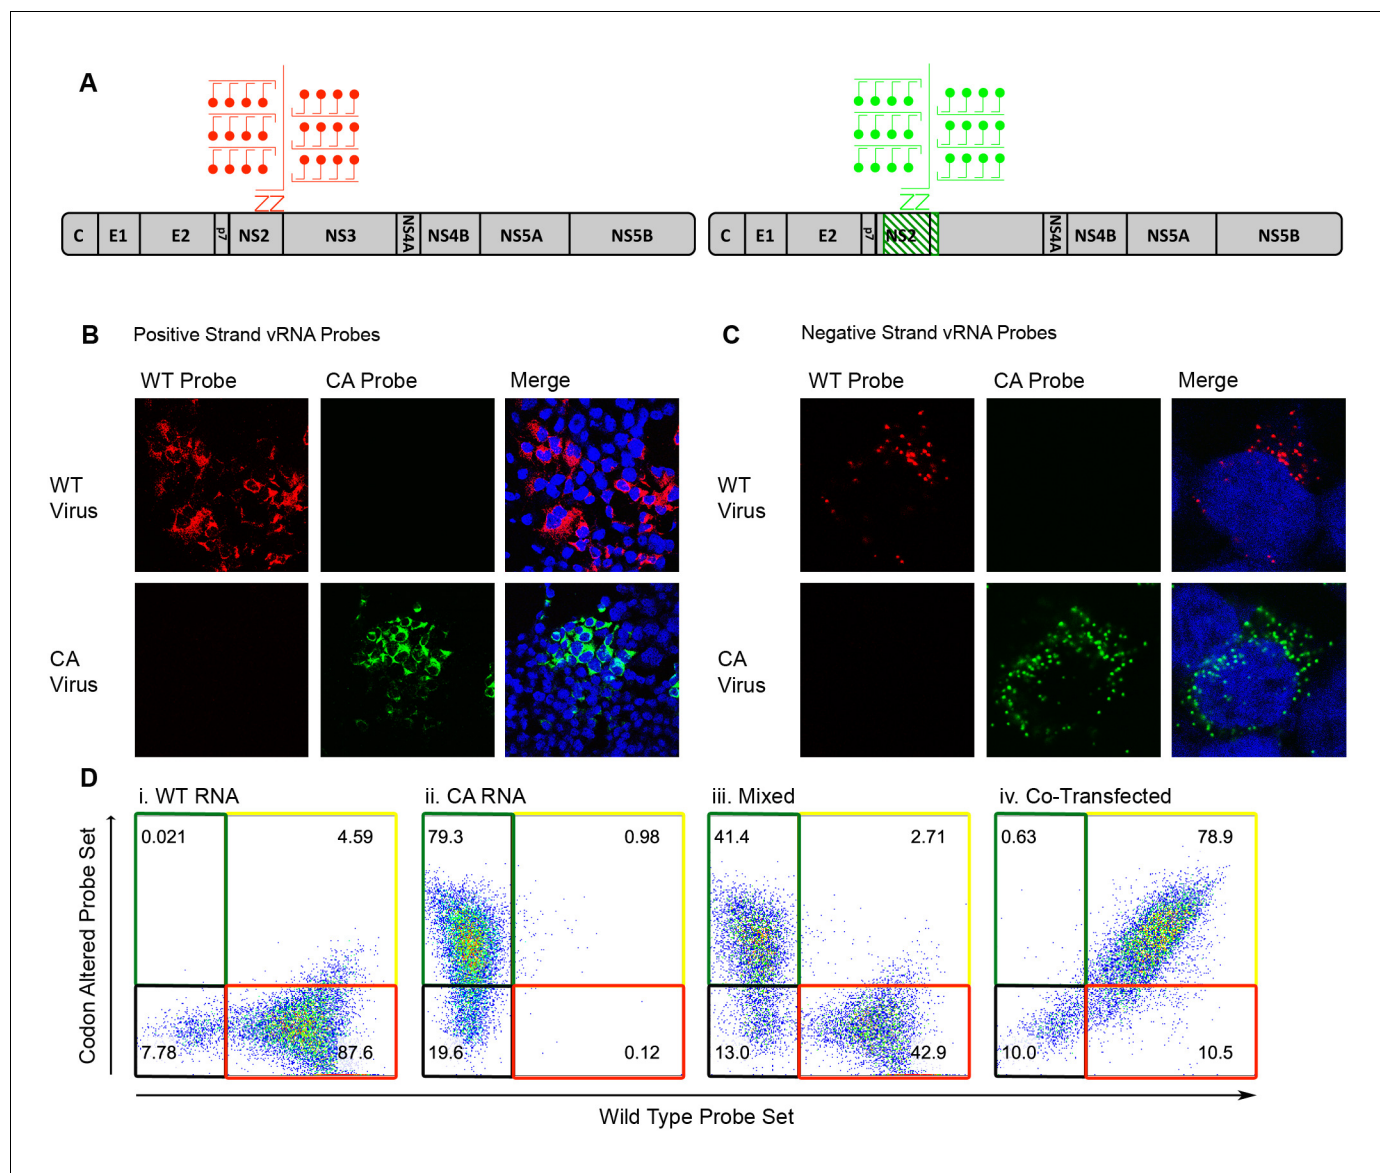 A
C E1 E2 p7 NS2 NS3 NS4A NS4B NS5A NS5B
C E1 E2 p7 NS2 NS4A NS4B NS5A NS5B
B Positive Strand vRNA Probes
WT Probe CA Probe Merge
WT
Virus
CA
Virus
C Negative Strand vRNA Probes
WT Probe CA Probe Merge
WT
Virus
CA
Virus
D
i. WT RNA ii. CA RNA iii. Mixed iv. Co-Transfected
Codon Altered Probe Set
0.021 4.59 79.3 0.98 41.4 2.71 0.63 78.9
7.78 87.6 19.6 0.12 13.0 42.9 10.0 10.5
Wild Type Probe Set